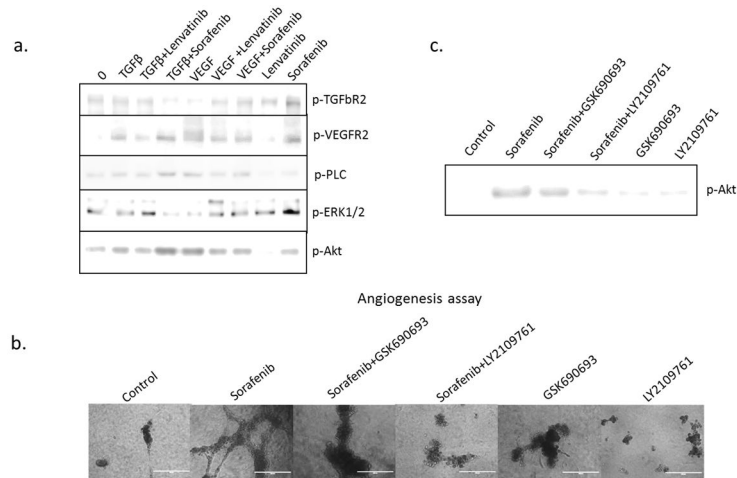 a.
0
TGFβ
TGFβ+Lenvatinib
TGFβ+Sorafenib
VEGF
VEGF +Lenvatinib
VEGF+Sorafenib
Lenvatinib
Sorafenib
p-TGFbR2
p-VEGFR2
p-PLC
p-ERK1/2
p-Akt
c.
Control
Sorafenib
Sorafenib+GSK690693
Sorafenib+LY2109761
GSK690693
LY2109761
p-Akt
Angiogenesis assay
b.
Control
Sorafenib
Sorafenib+GSK690693
Sorafenib+LY2109761
GSK690693
LY2109761